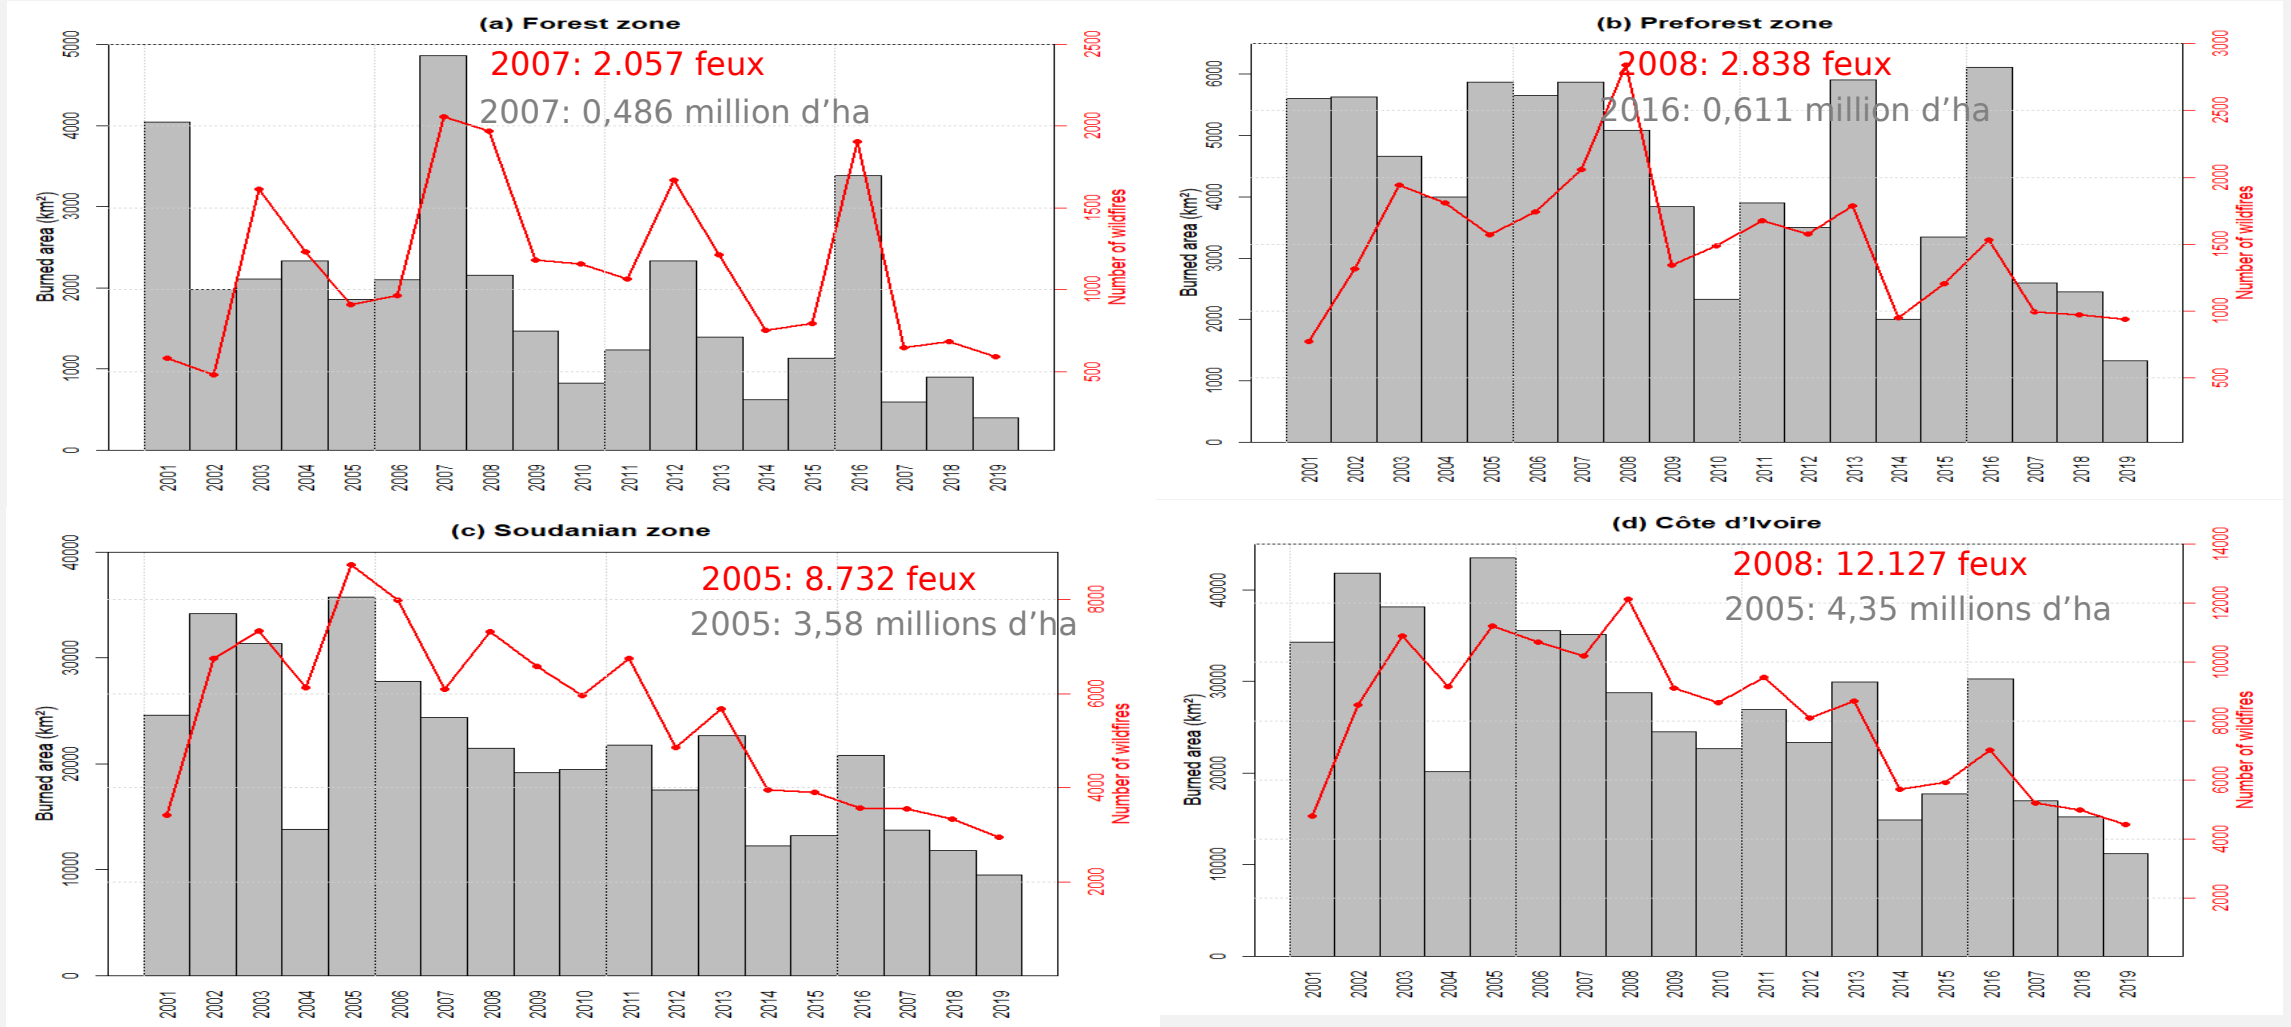 (a) Forest zone
2007: 2.057 feux
2007: 0,486 million d’ha
Burned area (km²)
0 1000 2000 3000 4000 5000
Number of wildfires
500 1000 1500 2000 2500
2001 2002 2003 2004 2005 2006 2007 2008 2009 2010 2011 2012 2013 2014 2015 2016 2007 2018 2019
(b) Preforest zone
2008: 2.838 feux
2016: 0,611 million d’ha
Burned area (km²)
0 1000 2000 3000 4000 5000 6000
Number of wildfires
500 1000 1500 2000 2500 3000
2001 2002 2003 2004 2005 2006 2007 2008 2009 2010 2011 2012 2013 2014 2015 2016 2007 2018 2019
(c) Soudanian zone
2005: 8.732 feux
2005: 3,58 millions d’ha
Burned area (km²)
0 10000 20000 30000 40000
Number of wildfires
2000 4000 6000 8000
2001 2002 2003 2004 2005 2006 2007 2008 2009 2010 2011 2012 2013 2014 2015 2016 2007 2018 2019
(d) Côte d’Ivoire
2008: 12.127 feux
2005: 4,35 millions d’ha
Burned area (km²)
0 10000 20000 30000 40000
Number of wildfires
2000 4000 6000 8000 10000 12000 14000
2001 2002 2003 2004 2005 2006 2007 2008 2009 2010 2011 2012 2013 2014 2015 2016 2007 2018 2019